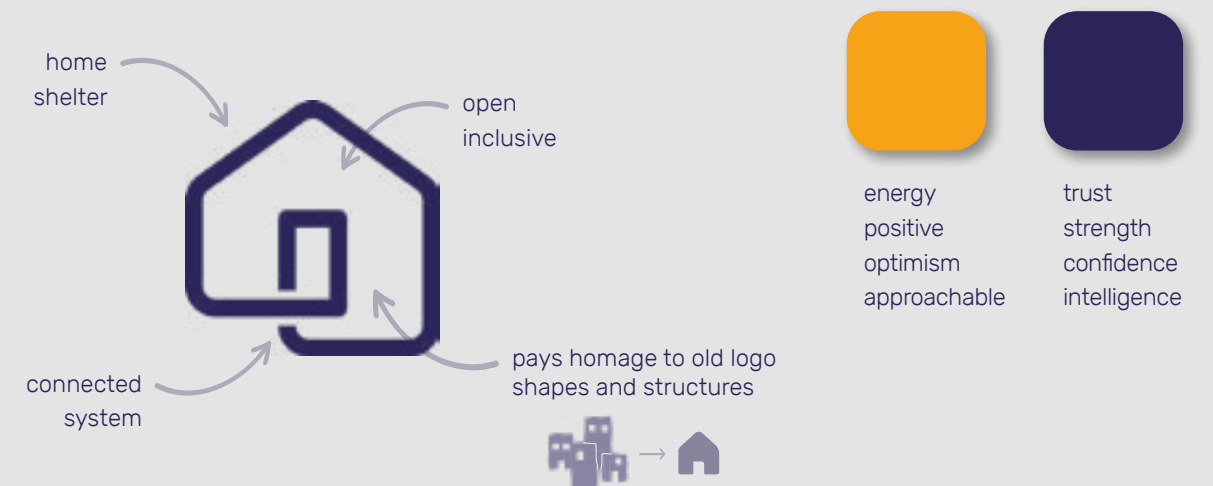 home
shelter
open
inclusive
connected
system
pays homage to old logo
shapes and structures
energy
positive
optimism
approachable
trust
strength
confidence
intelligence